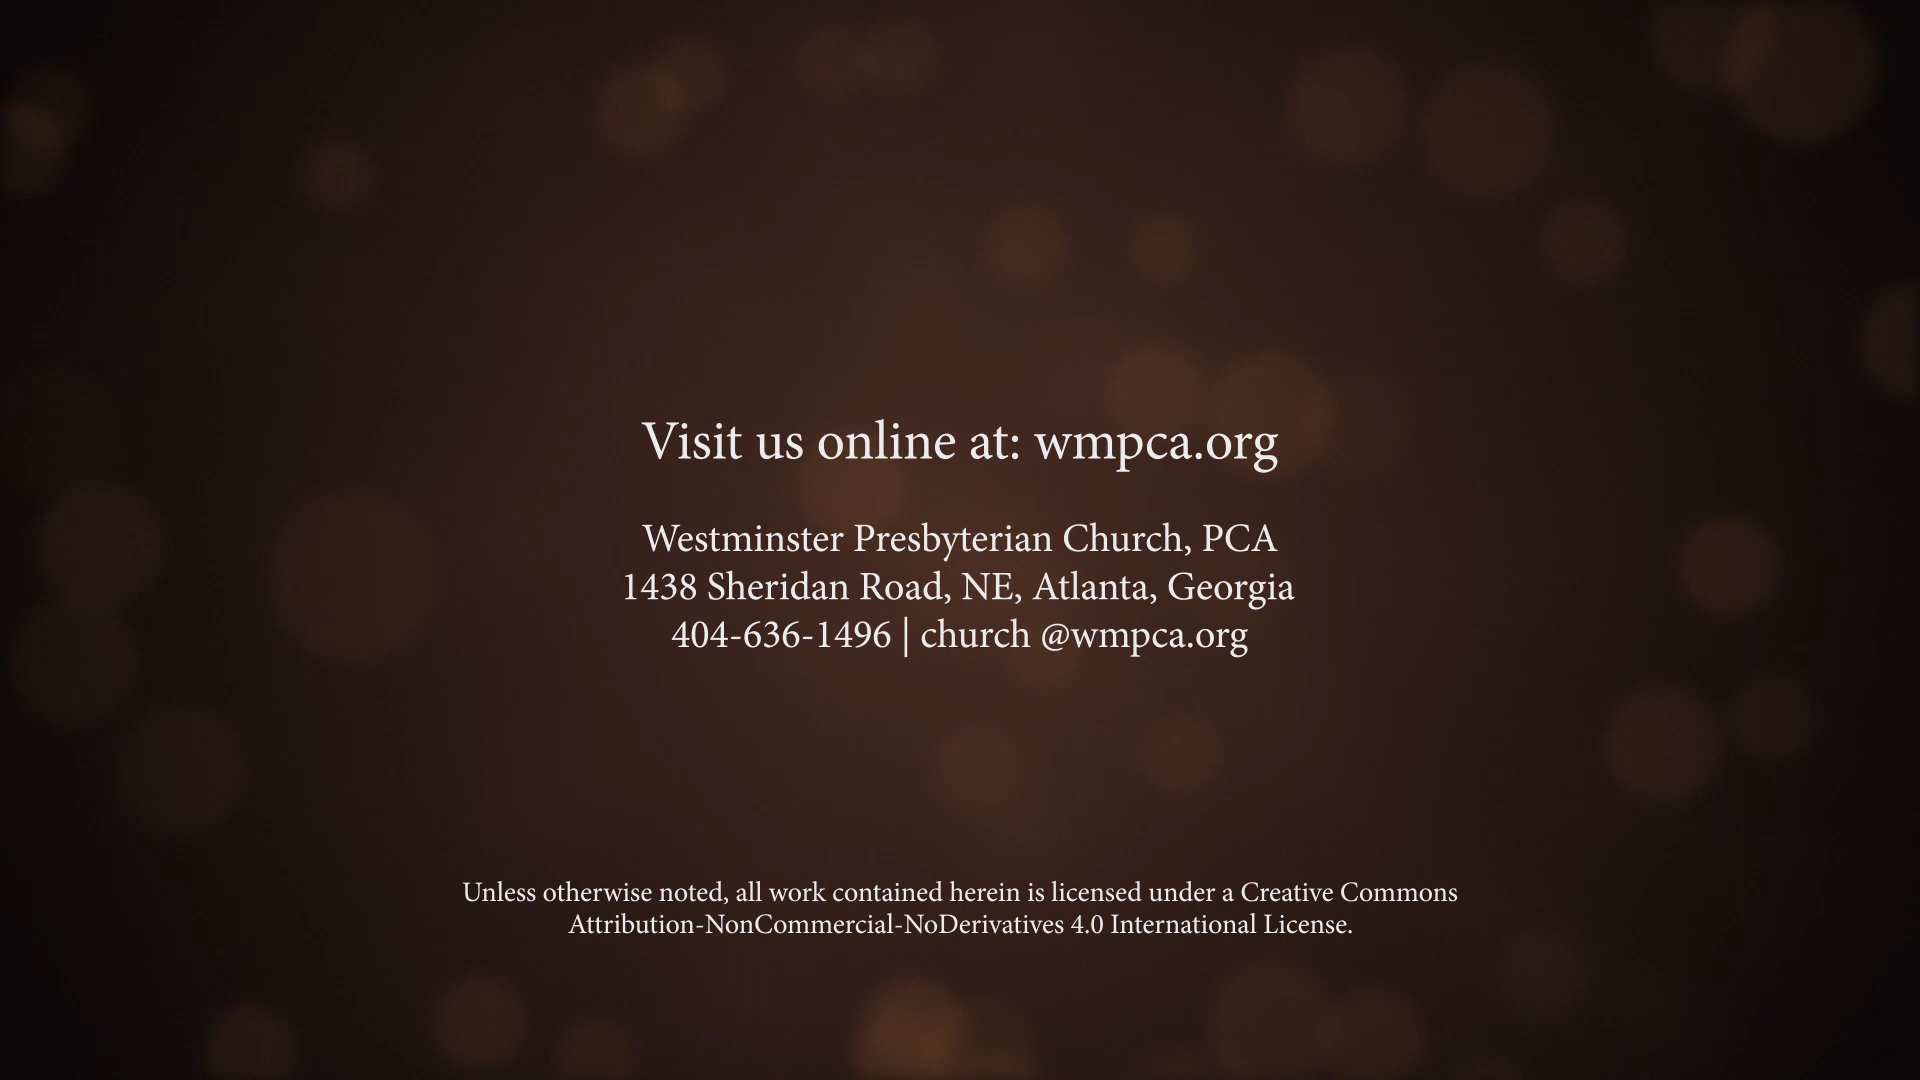 Visit us online at: wmpca.org
Westminster Presbyterian Church, PCA
1438 Sheridan Road, NE, Atlanta, Georgia
404-636-1496 | church @wmpca.org
Unless otherwise noted, all work contained herein is licensed under a Creative Commons
Attribution-NonCommercial-NoDerivatives 4.0 International License.